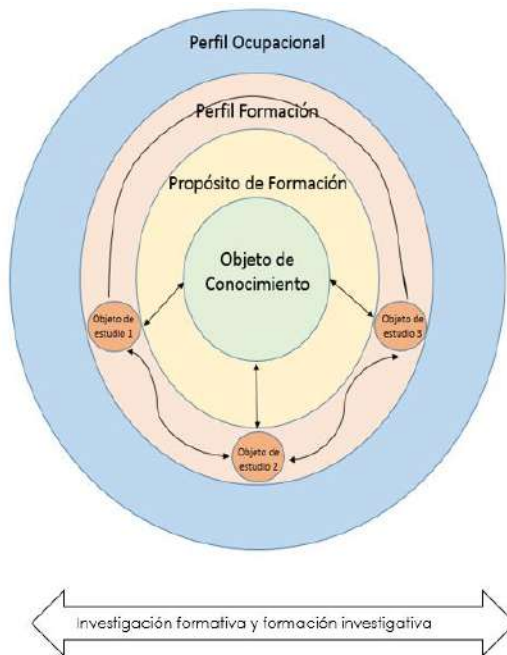 Perfil Ocupacional
Perfil Formación
Propósito de Formación
Objeto de
Conocimiento
Objeto de
estudio 1
Objeto de
estudio 3
Objeto de
estudio 2
Investigación formativa y formación investigativa